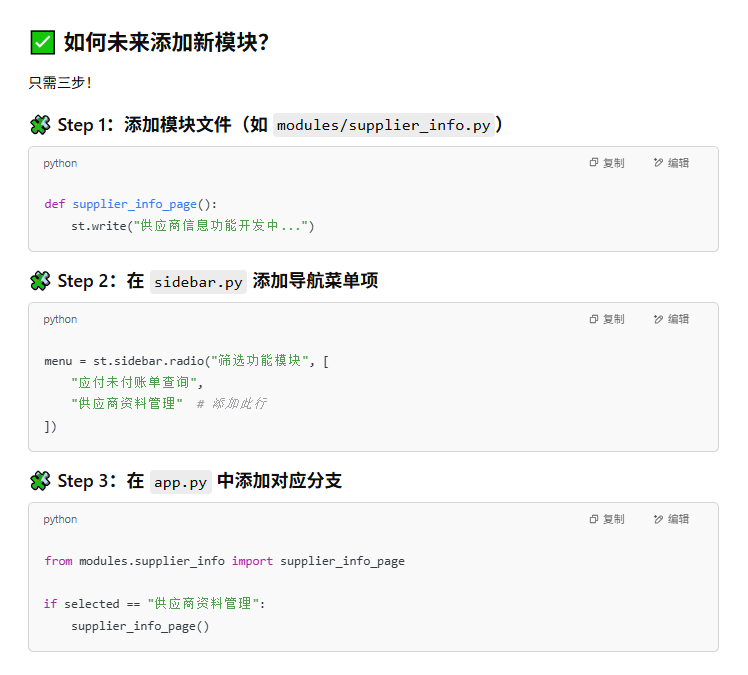 ✅ 如何未来添加新模块?
只需三步！
🧩 Step 1：添加模块文件（如 modules/supplier_info.py）
python 复制 编辑
def supplier_info_page():
    st.write("供应商信息功能开发中...")
🧩 Step 2：在 sidebar.py 添加导航菜单项
python 复制 编辑
menu = st.sidebar.radio("筛选功能模块", [
    "应付未付账单查询",
    "供应商资料管理"  # 添加此行
])
🧩 Step 3：在 app.py 中添加对应分支
python 复制 编辑
from modules.supplier_info import supplier_info_page
if selected == "供应商资料管理":
    supplier_info_page()